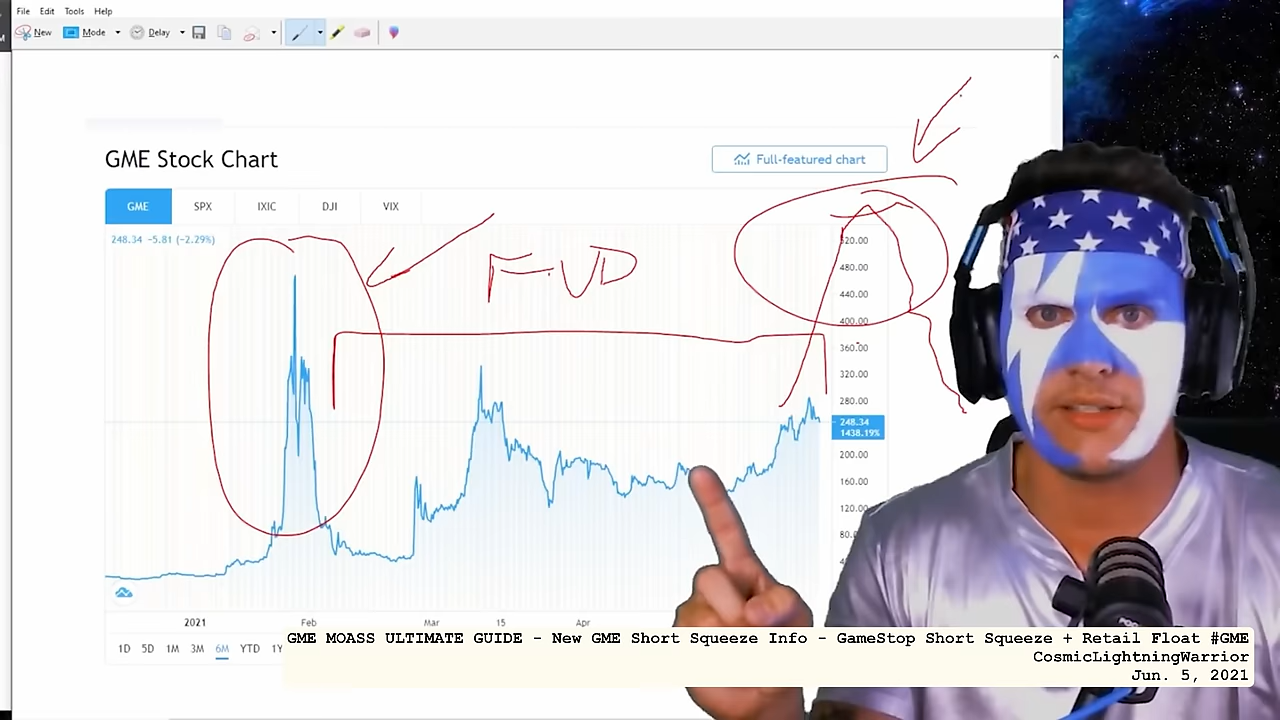 File Edit Tools Help
New Mode Delay
GME Stock Chart
Full-featured chart
GME SPX IXIC DJI VIX
248.34 −5.81 (−2.29%)
FUD
520.00
480.00
440.00
400.00
360.00
320.00
280.00
248.34
1438.19%
200.00
160.00
120.00
80.
2021 Feb Mar 15 Apr
1D 5D 1M 3M 6M YTD 1Y
GME MOASS ULTIMATE GUIDE - New GME Short Squeeze Info - GameStop Short Squeeze + Retail Float #GME
CosmicLightningWarrior
Jun. 5, 2021